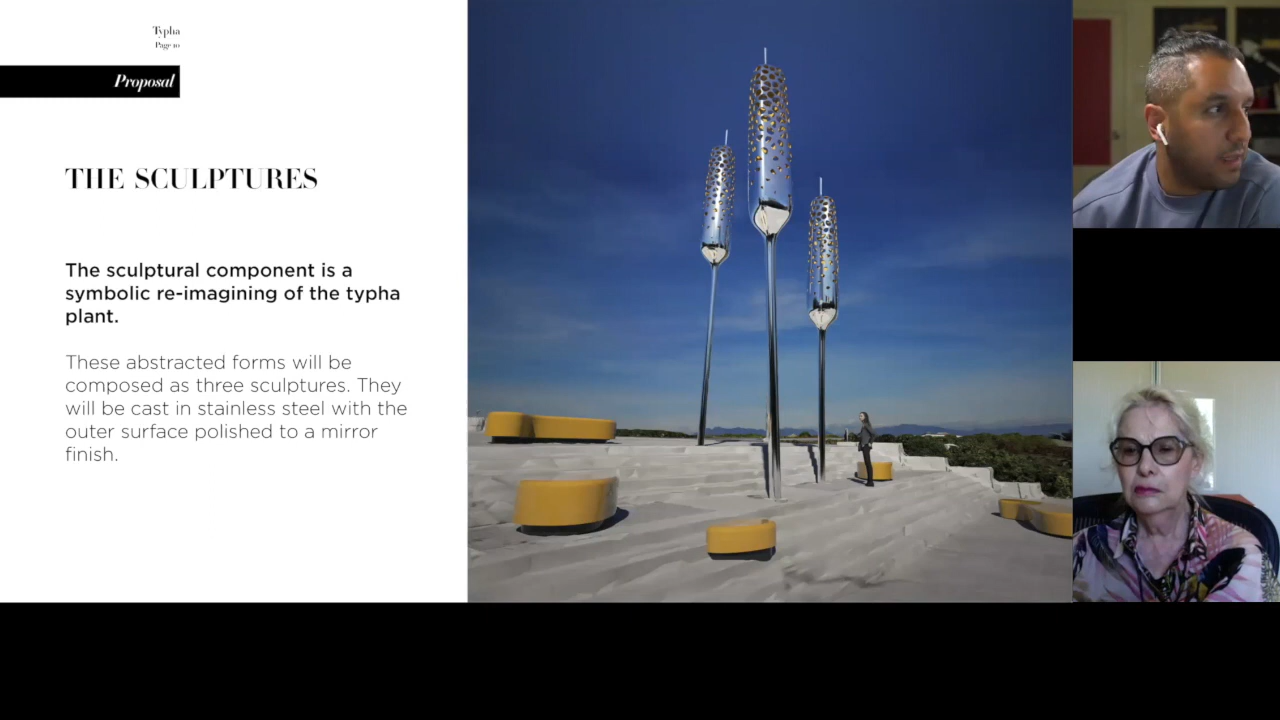 Typha
Page 10
Proposal
THE SCULPTURES
The sculptural component is a
symbolic re-imagining of the typha
plant.
These abstracted forms will be
composed as three sculptures. They
will be cast in stainless steel with the
outer surface polished to a mirror
finish.